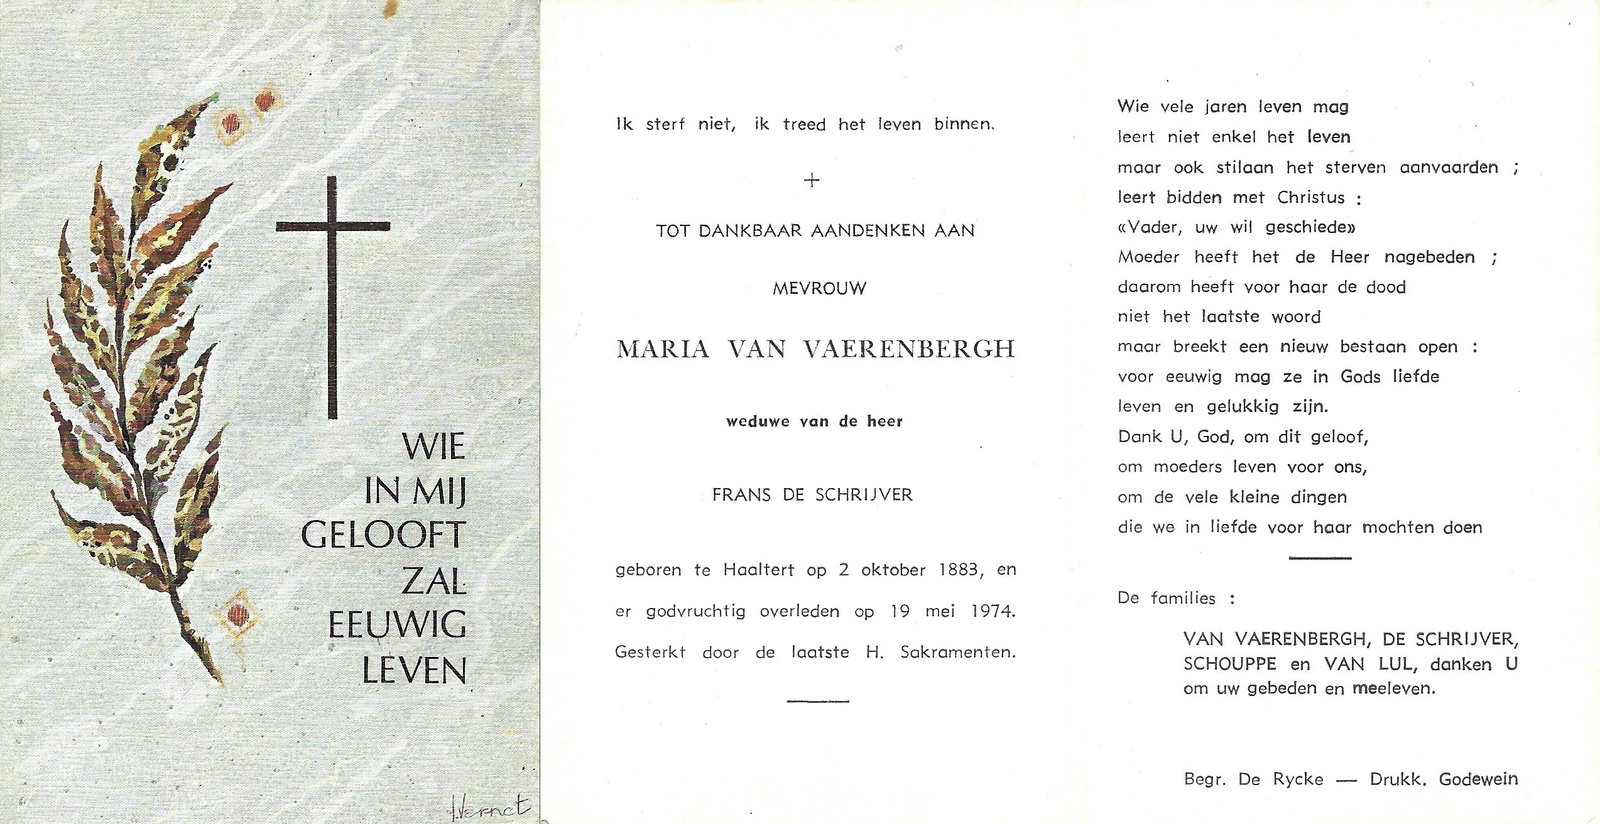 WIE
IN MIJ
GELOOFT
ZAL
EEUWIG
LEVEN
J.Vernet
Ik sterf niet, ik treed het leven binnen.
TOT DANKBAAR AANDENKEN AAN
MEVROUW
MARIA VAN VAERENBERGH
weduwe van de heer
FRANS DE SCHRIJVER
geboren te Haaltert op 2 oktober 1883, en
er godvruchtig overleden op 19 mei 1974.
Gesterkt door de laatste H. Sakramenten.
Wie vele jaren leven mag
leert niet enkel het leven
maar ook stilaan het sterven aanvaarden ;
leert bidden met Christus :
«Vader, uw wil geschiede»
Moeder heeft het de Heer nagebeden ;
daarom heeft voor haar de dood
niet het laatste woord
maar breekt een nieuw bestaan open :
voor eeuwig mag ze in Gods liefde
leven en gelukkig zijn.
Dank U, God, om dit geloof,
om moeders leven voor ons,
om de vele kleine dingen
die we in liefde voor haar mochten doen
De families :
VAN VAERENBERGH, DE SCHRIJVER,
SCHOUPPE en VAN LUL, danken U
om uw gebeden en meeleven.
Begr. De Rycke — Drukk. Godewein